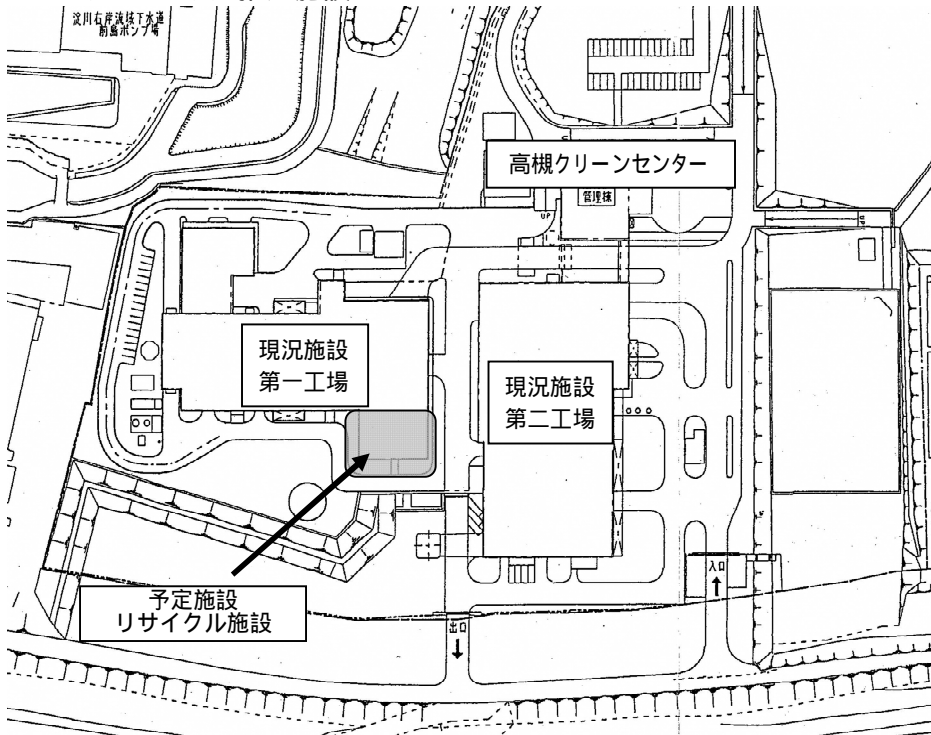 淀川右岸流域下水道
前島ポンプ場
高槻クリーンセンター
管理棟
UP
現況施設
第一工場
現況施設
第二工場
予定施設
リサイクル施設
入口
出口